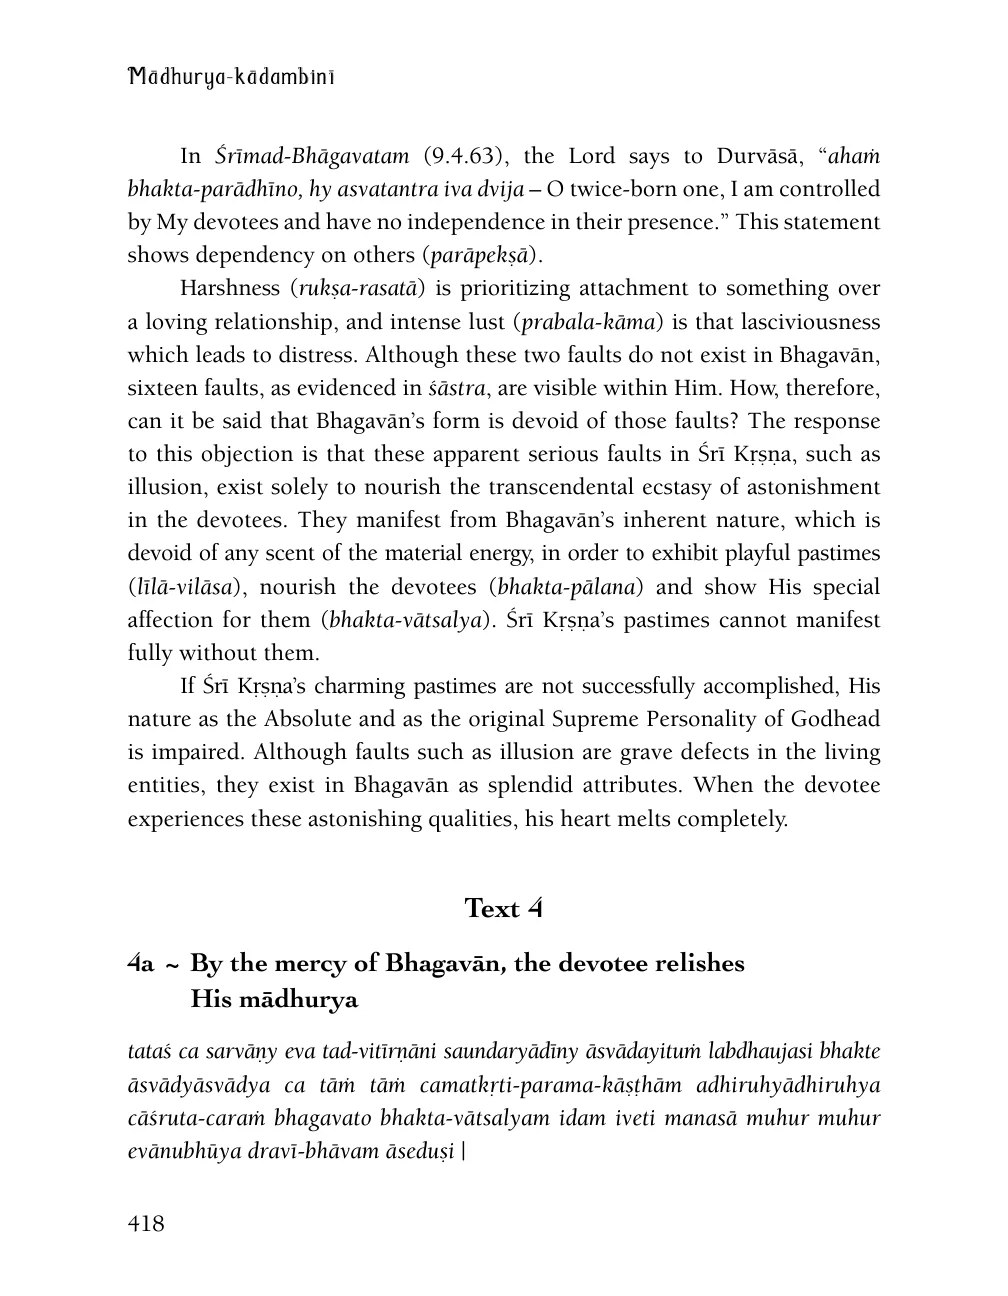 Mādhurya-kādambinī
In Śrīmad-Bhāgavatam (9.4.63), the Lord says to Durvāsā, “ahaṁ
bhakta-parādhīno, hy asvatantra iva dvija – O twice-born one, I am controlled
by My devotees and have no independence in their presence.” This statement
shows dependency on others (parāpekṣā).
Harshness (rukṣa-rasatā) is prioritizing attachment to something over
a loving relationship, and intense lust (prabala-kāma) is that lasciviousness
which leads to distress. Although these two faults do not exist in Bhagavān,
sixteen faults, as evidenced in śāstra, are visible within Him. How, therefore,
can it be said that Bhagavān’s form is devoid of those faults? The response
to this objection is that these apparent serious faults in Śrī Kṛṣṇa, such as
illusion, exist solely to nourish the transcendental ecstasy of astonishment
in the devotees. They manifest from Bhagavān’s inherent nature, which is
devoid of any scent of the material energy, in order to exhibit playful pastimes
(līlā-vilāsa), nourish the devotees (bhakta-pālana) and show His special
affection for them (bhakta-vātsalya). Śrī Kṛṣṇa’s pastimes cannot manifest
fully without them.
If Śrī Kṛṣṇa’s charming pastimes are not successfully accomplished, His
nature as the Absolute and as the original Supreme Personality of Godhead
is impaired. Although faults such as illusion are grave defects in the living
entities, they exist in Bhagavān as splendid attributes. When the devotee
experiences these astonishing qualities, his heart melts completely.
Text 4
4a ~ By the mercy of Bhagavān, the devotee relishes
His mādhurya
tataś ca sarvāṇy eva tad-vitīrṇāni saundaryādīny āsvādayituṁ labdhaujasi bhakte
āsvādyāsvādya ca tāṁ tāṁ camatkṛti-parama-kāṣṭhām adhiruhyādhiruhya
cāśruta-caraṁ bhagavato bhakta-vātsalyam idam iveti manasā muhur muhur
evānubhūya dravī-bhāvam āseduṣi |
418